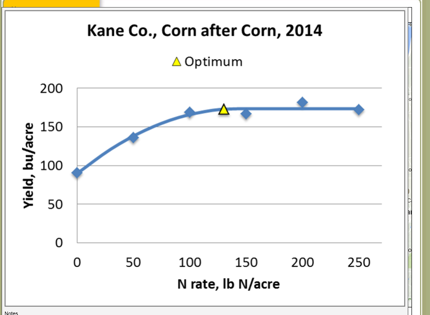 Kane Co., Corn after Corn, 2014
Optimum
200
150
100
50
0
Yield, bu/acre
0 50 100 150 200 250
N rate, lb N/acre
Notes